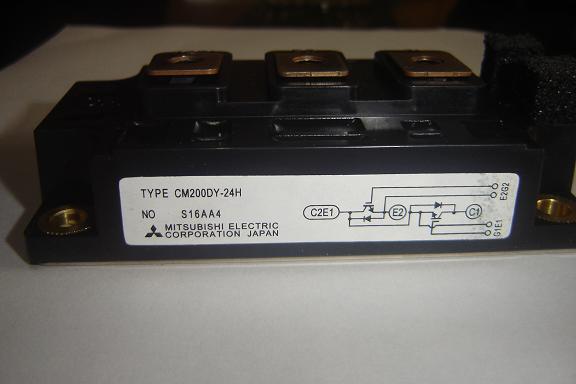 TYPE CM200DY-24H
NO S16AA4
MITSUBISHI ELECTRIC
CORPORATION JAPAN
C2E1
E2
C1
E2G2
G1E1